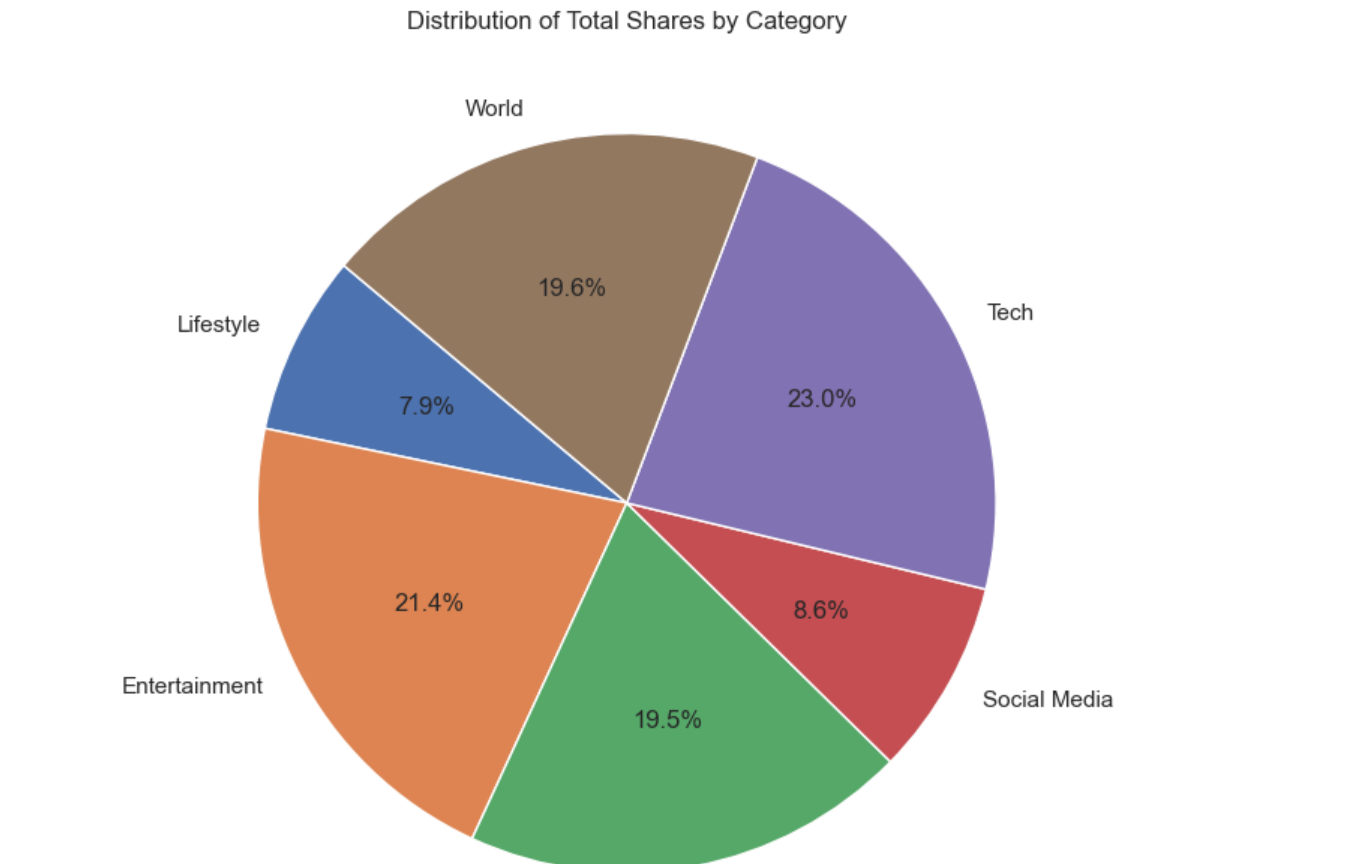 Distribution of Total Shares by Category
World
19.6%
Tech
Lifestyle
23.0%
7.9%
21.4%
8.6%
Entertainment
Social Media
19.5%